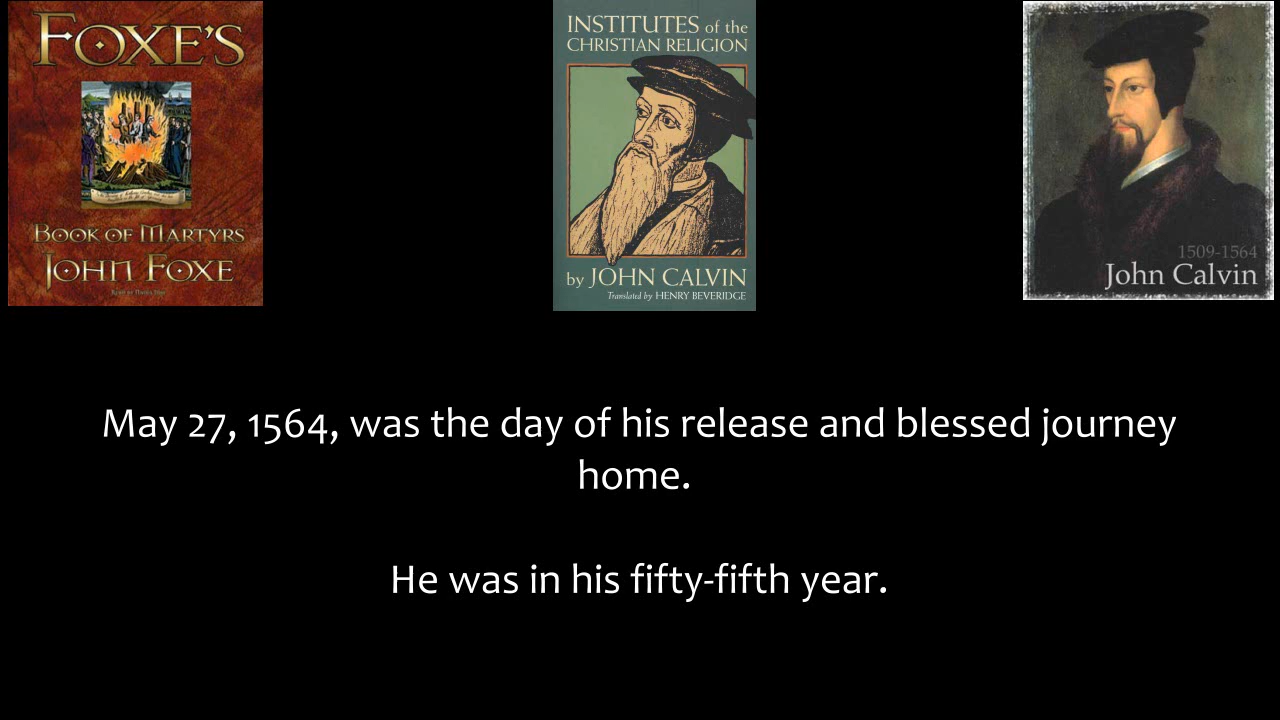 FOXE'S
BOOK OF MARTYRS
JOHN FOXE
INSTITUTES of the
CHRISTIAN RELIGION
by JOHN CALVIN
Translated by HENRY BEVERIDGE
1509-1564
John Calvin
May 27, 1564, was the day of his release and blessed journey
home.
He was in his fifty-fifth year.